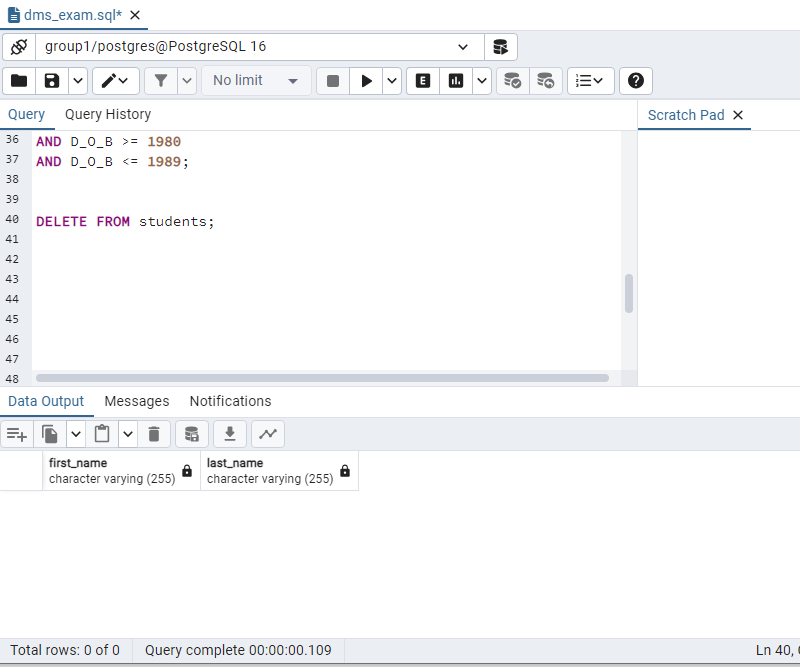 dms_exam.sql*
group1/postgres@PostgreSQL 16
No limit
E
Query
Query History
Scratch Pad
36 AND D_O_B >= 1980
37 AND D_O_B <= 1989;
38
39
40 DELETE FROM students;
41
42
43
44
45
46
47
48
Data Output
Messages
Notifications
first_name
character varying (255)
last_name
character varying (255)
Total rows: 0 of 0
Query complete 00:00:00.109
Ln 40,